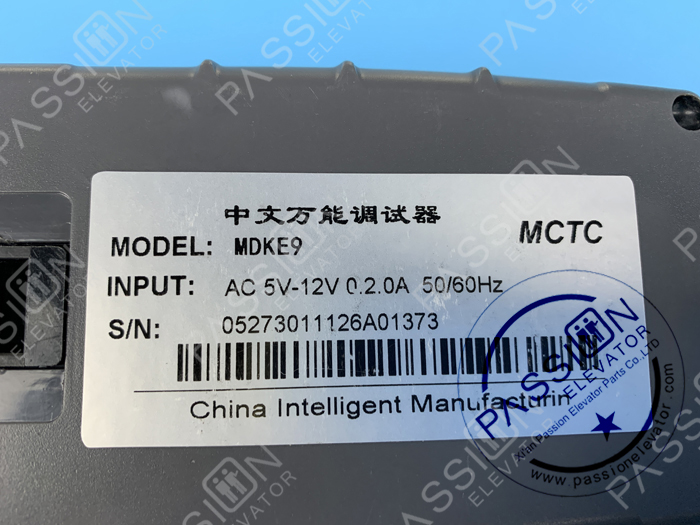 中文万能调试器
MCTC
MODEL: MDKE9
INPUT: AC 5V-12V 0.2.0A 50/60Hz
S/N: 05273011126A01373
China Intelligent Manufacturin
PASSION
ELEVATOR
Xi'an Passion Elevator Parts Co.,LTD
www.passionelevator.com